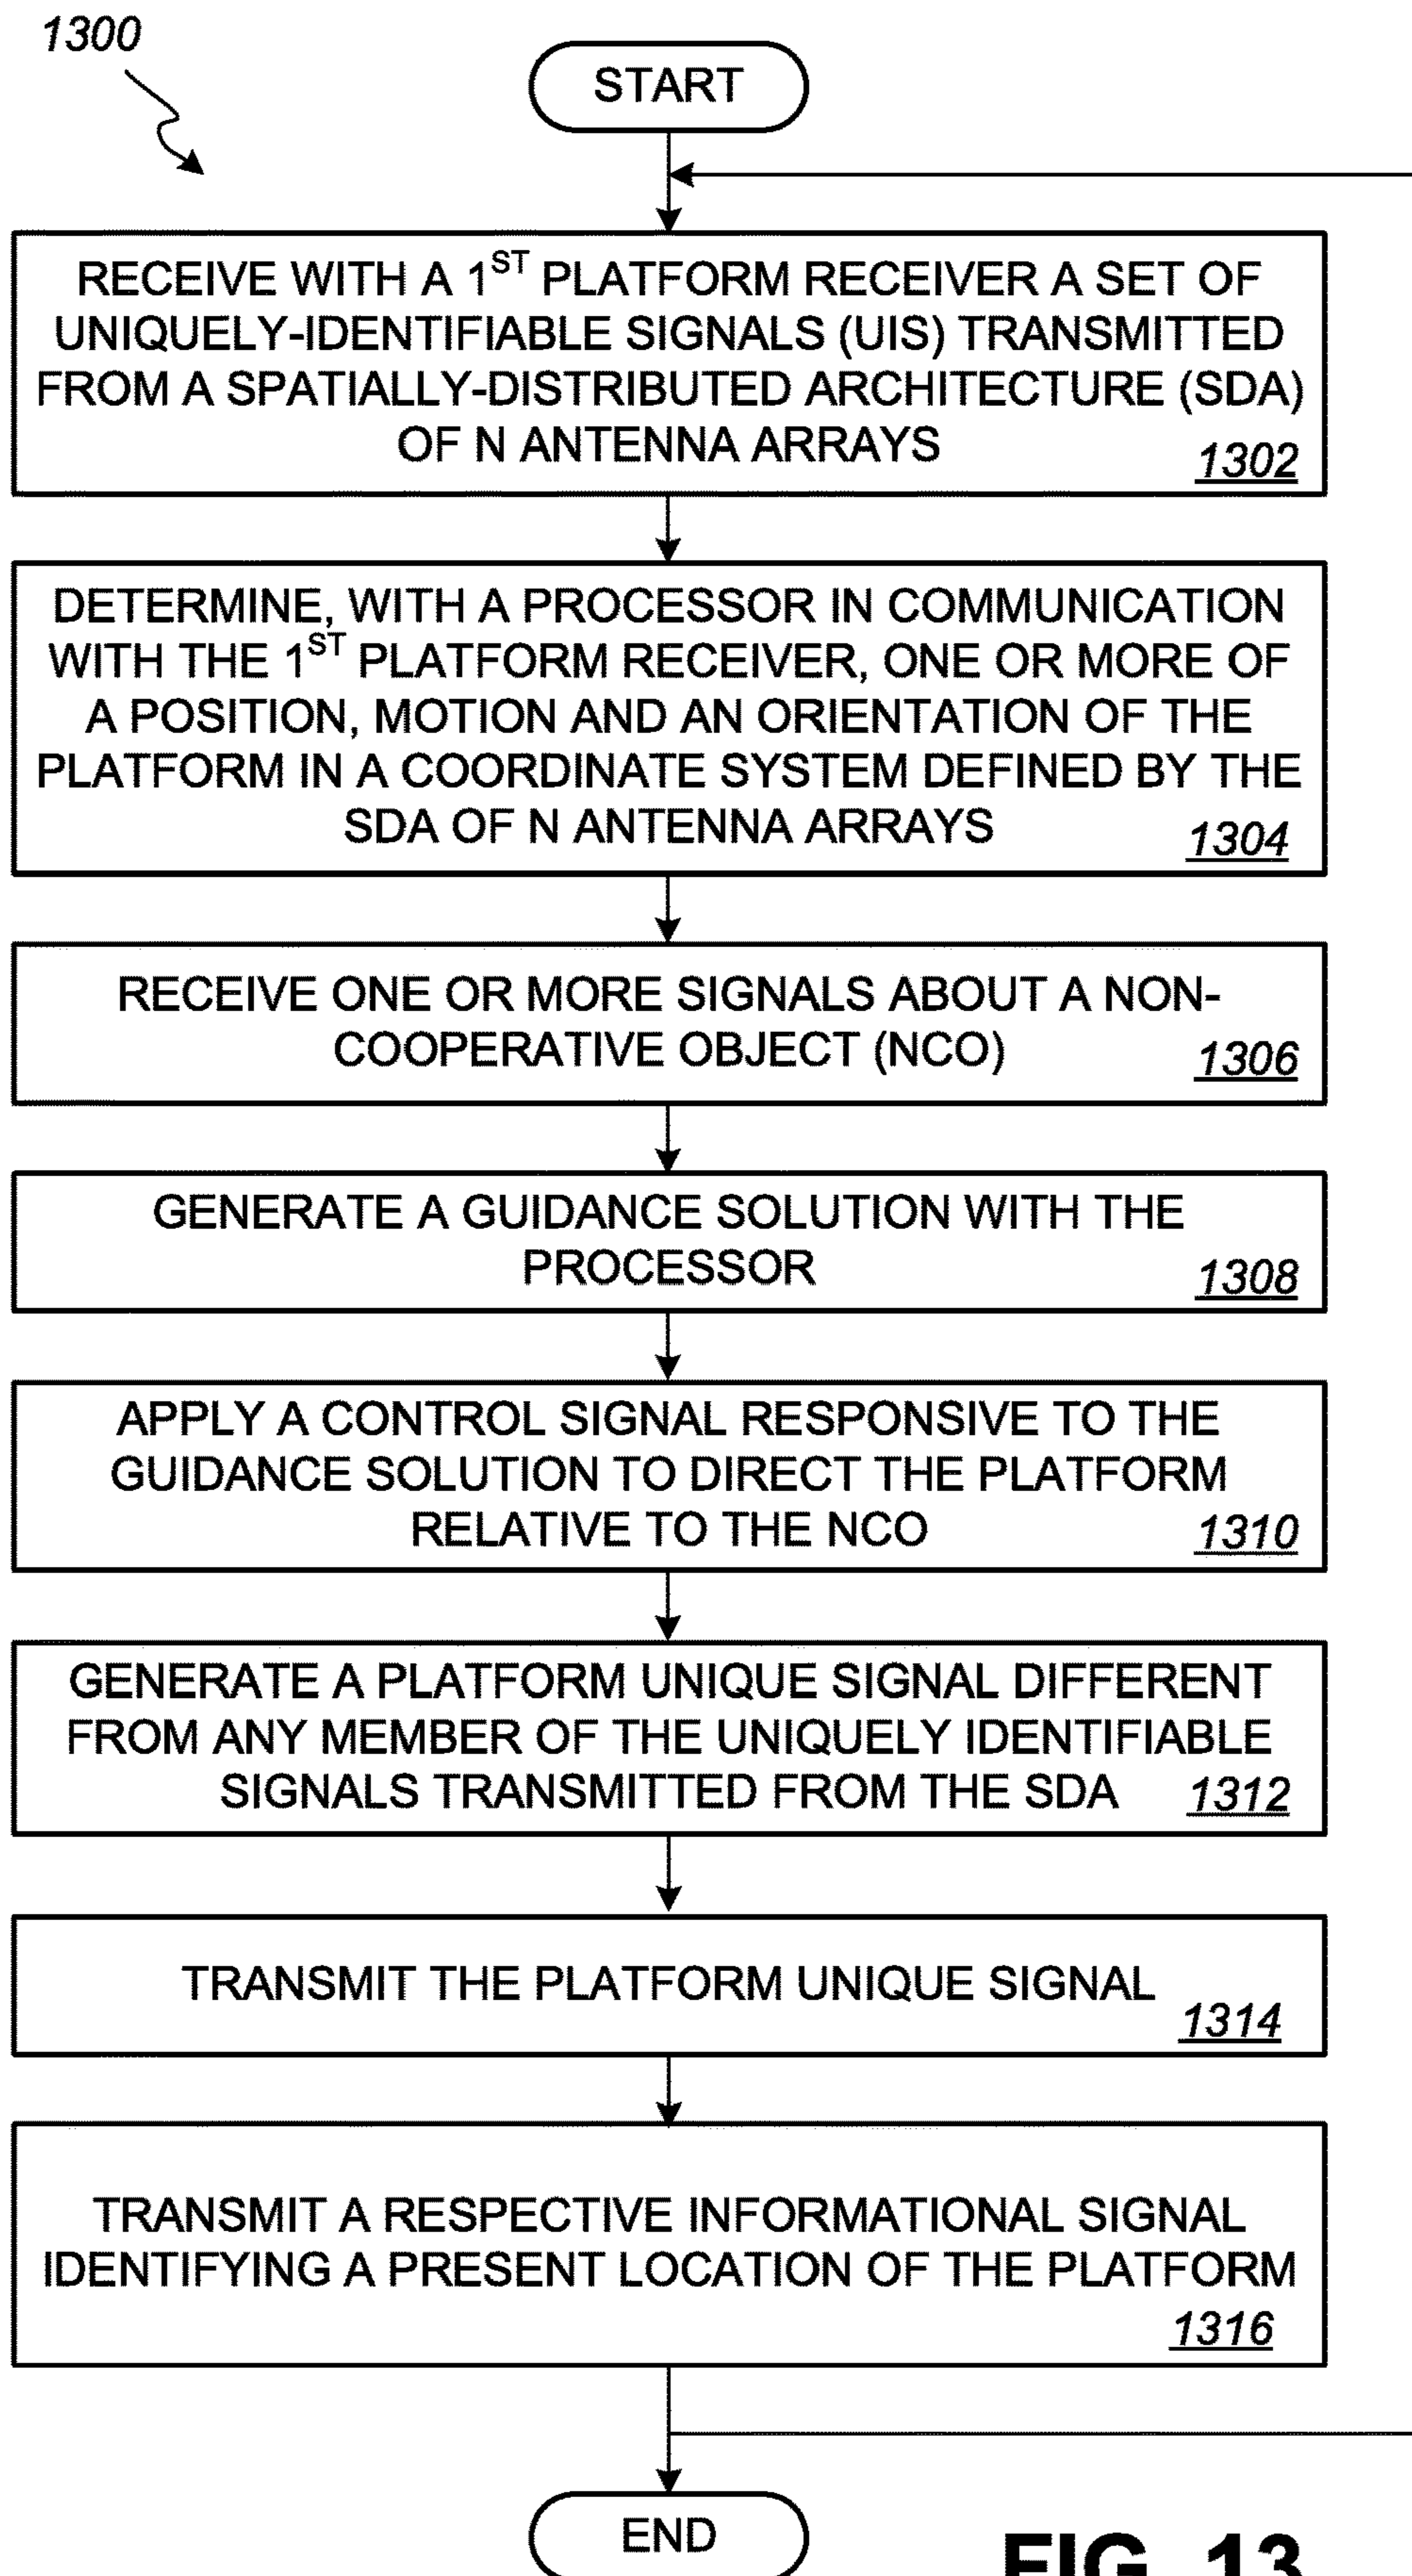 1300
START
RECEIVE WITH A 1ST PLATFORM RECEIVER A SET OF
UNIQUELY-IDENTIFIABLE SIGNALS (UIS) TRANSMITTED
FROM A SPATIALLY-DISTRIBUTED ARCHITECTURE (SDA)
OF N ANTENNA ARRAYS
1302
DETERMINE, WITH A PROCESSOR IN COMMUNICATION
WITH THE 1ST PLATFORM RECEIVER, ONE OR MORE OF
A POSITION, MOTION AND AN ORIENTATION OF THE
PLATFORM IN A COORDINATE SYSTEM DEFINED BY THE
SDA OF N ANTENNA ARRAYS
1304
RECEIVE ONE OR MORE SIGNALS ABOUT A NON-
COOPERATIVE OBJECT (NCO)
1306
GENERATE A GUIDANCE SOLUTION WITH THE
PROCESSOR
1308
APPLY A CONTROL SIGNAL RESPONSIVE TO THE
GUIDANCE SOLUTION TO DIRECT THE PLATFORM
RELATIVE TO THE NCO
1310
GENERATE A PLATFORM UNIQUE SIGNAL DIFFERENT
FROM ANY MEMBER OF THE UNIQUELY IDENTIFIABLE
SIGNALS TRANSMITTED FROM THE SDA
1312
TRANSMIT THE PLATFORM UNIQUE SIGNAL
1314
TRANSMIT A RESPECTIVE INFORMATIONAL SIGNAL
IDENTIFYING A PRESENT LOCATION OF THE PLATFORM
1316
END
FIG. 13